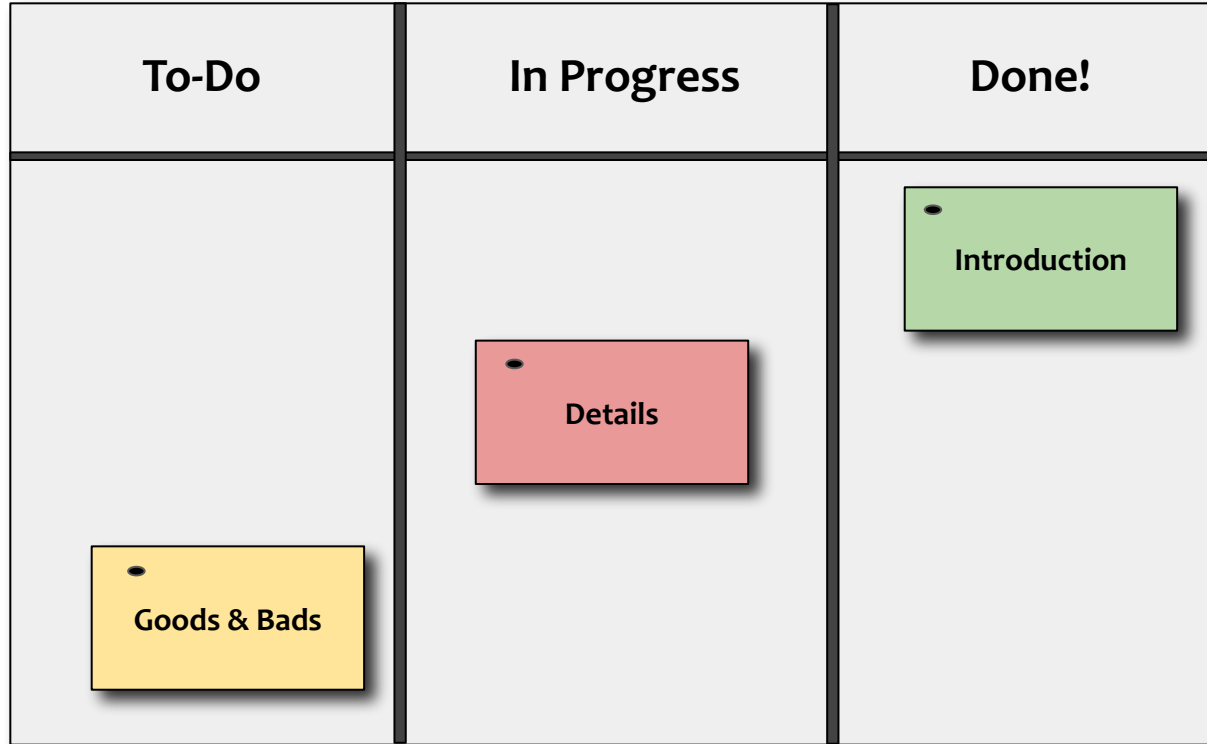 To-Do
In Progress
Done!
Introduction
Details
Goods & Bads